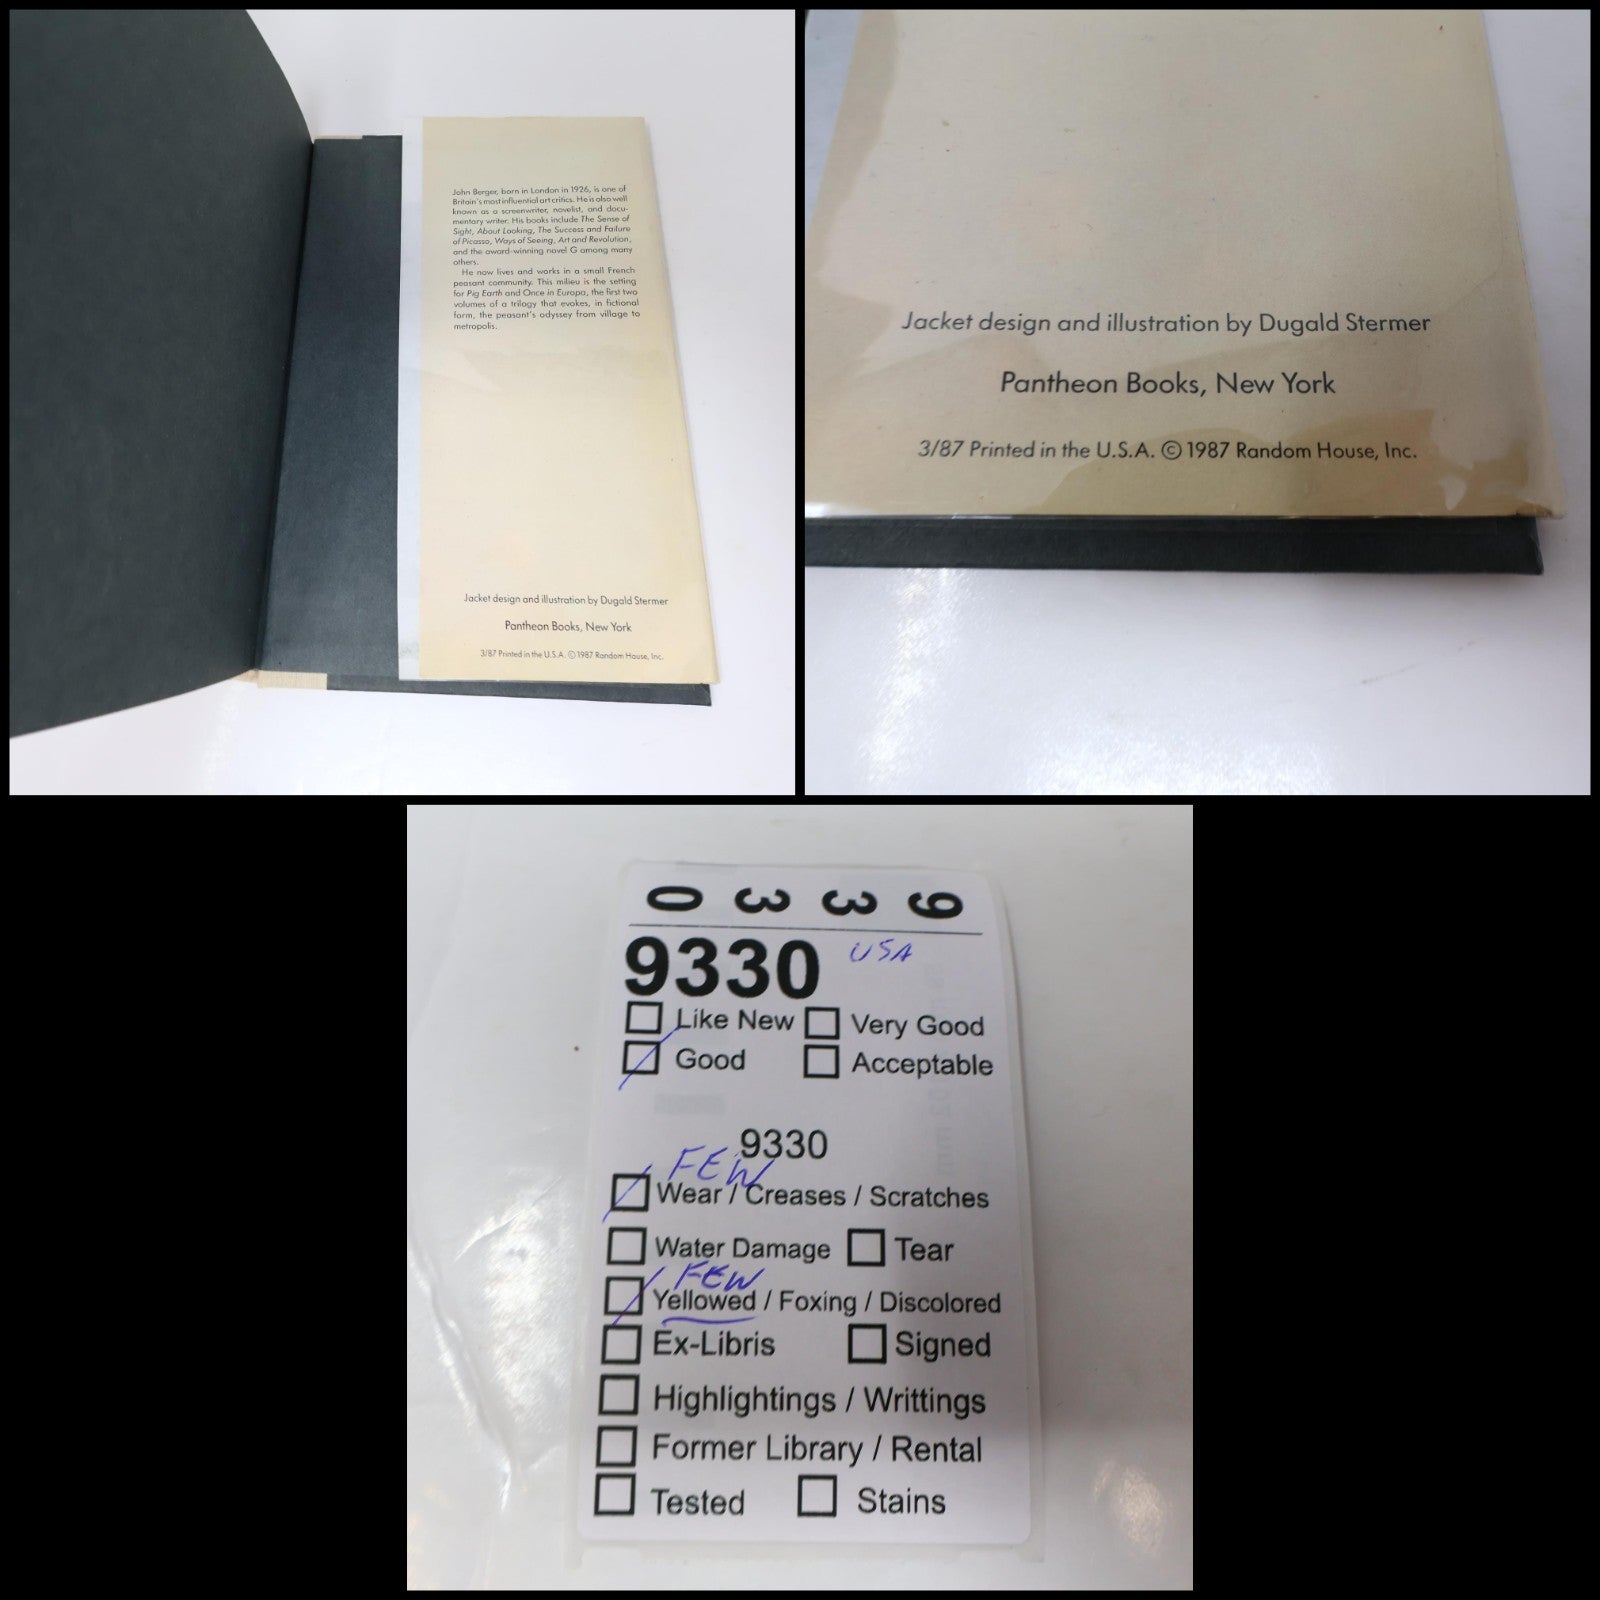 John Berger, born in London in 1926, is one of
Britain's most influential art critics. He is also well
known as a screenwriter, novelist, and docu-
mentary writer. His books include The Sense of
Sight, About Looking, The Success and Failure
of Picasso, Ways of Seeing, Art and Revolution,
and the award-winning novel G among many
others.
He now lives and works in a small French
peasant community. This milieu is the setting
for Pig Earth and Once in Europa, the first two
volumes of a trilogy that evokes, in fictional
form, the peasant's odyssey from village to
metropolis.
Jacket design and illustration by Dugald Stermer
Pantheon Books, New York
3/87 Printed in the U.S.A. © 1987 Random House, Inc.
Jacket design and illustration by Dugald Stermer
Pantheon Books, New York
3/87 Printed in the U.S.A. © 1987 Random House, Inc.
9330
9330 USA
Like New Very Good
Good Acceptable
9330
FEW
Wear / Creases / Scratches
Water Damage Tear
FEW
Yellowed / Foxing / Discolored
Ex-Libris Signed
Highlightings / Writtings
Former Library / Rental
Tested Stains